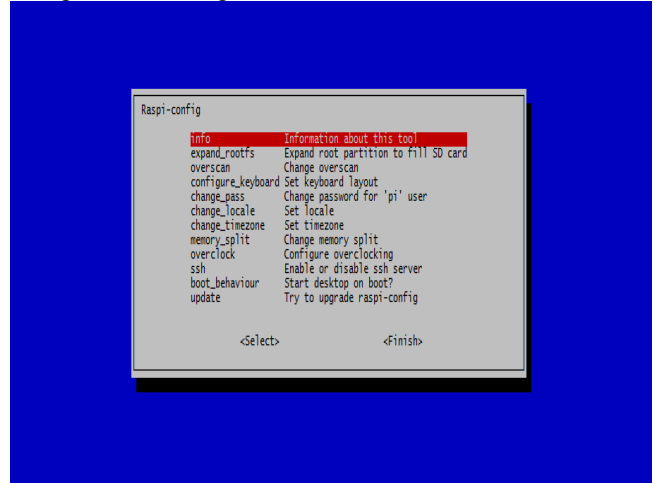 Raspi-config
info Information about this tool
expand_rootfs Expand root partition to fill SD card
overscan Change overscan
configure_keyboard Set keyboard layout
change_pass Change password for 'pi' user
change_locale Set locale
change_timezone Set timezone
memory_split Change memory split
overclock Configure overclocking
ssh Enable or disable ssh server
boot_behaviour Start desktop on boot?
update Try to upgrade raspi-config
<Select> <Finish>